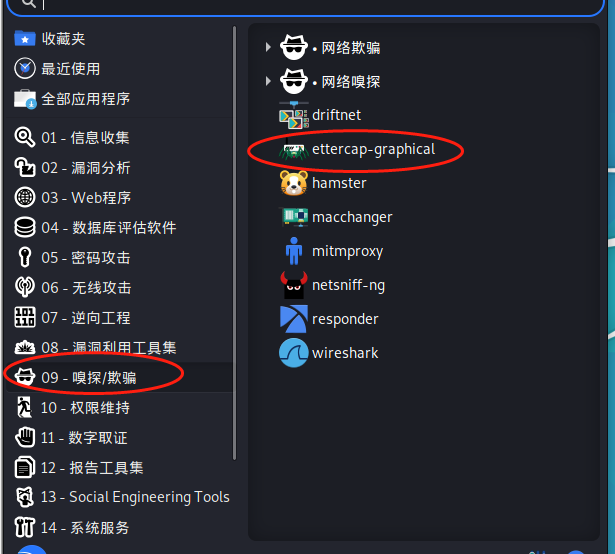 收藏夹
最近使用
全部应用程序
01 - 信息收集
02 - 漏洞分析
03 - Web程序
04 - 数据库评估软件
05 - 密码攻击
06 - 无线攻击
07 - 逆向工程
08 - 漏洞利用工具集
09 - 嗅探/欺骗
10 - 权限维持
11 - 数字取证
12 - 报告工具集
13 - Social Engineering Tools
14 - 系统服务
• 网络欺骗
• 网络嗅探
driftnet
ettercap-graphical
hamster
macchanger
mitmproxy
netsniff-ng
responder
wireshark